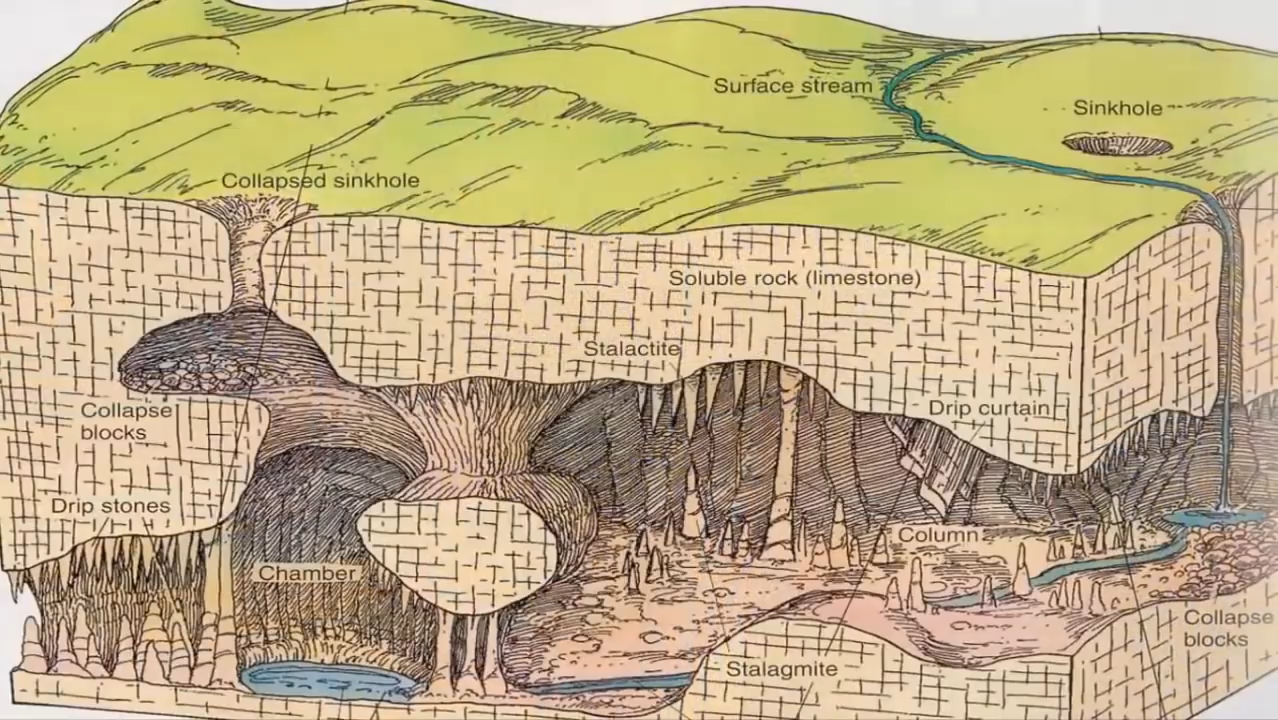 Surface stream
Sinkhole
Collapsed sinkhole
Soluble rock (limestone)
Stalactite
Collapse
blocks
Drip curtain
Drip stones
Column
Chamber
Collapse
blocks
Stalagmite